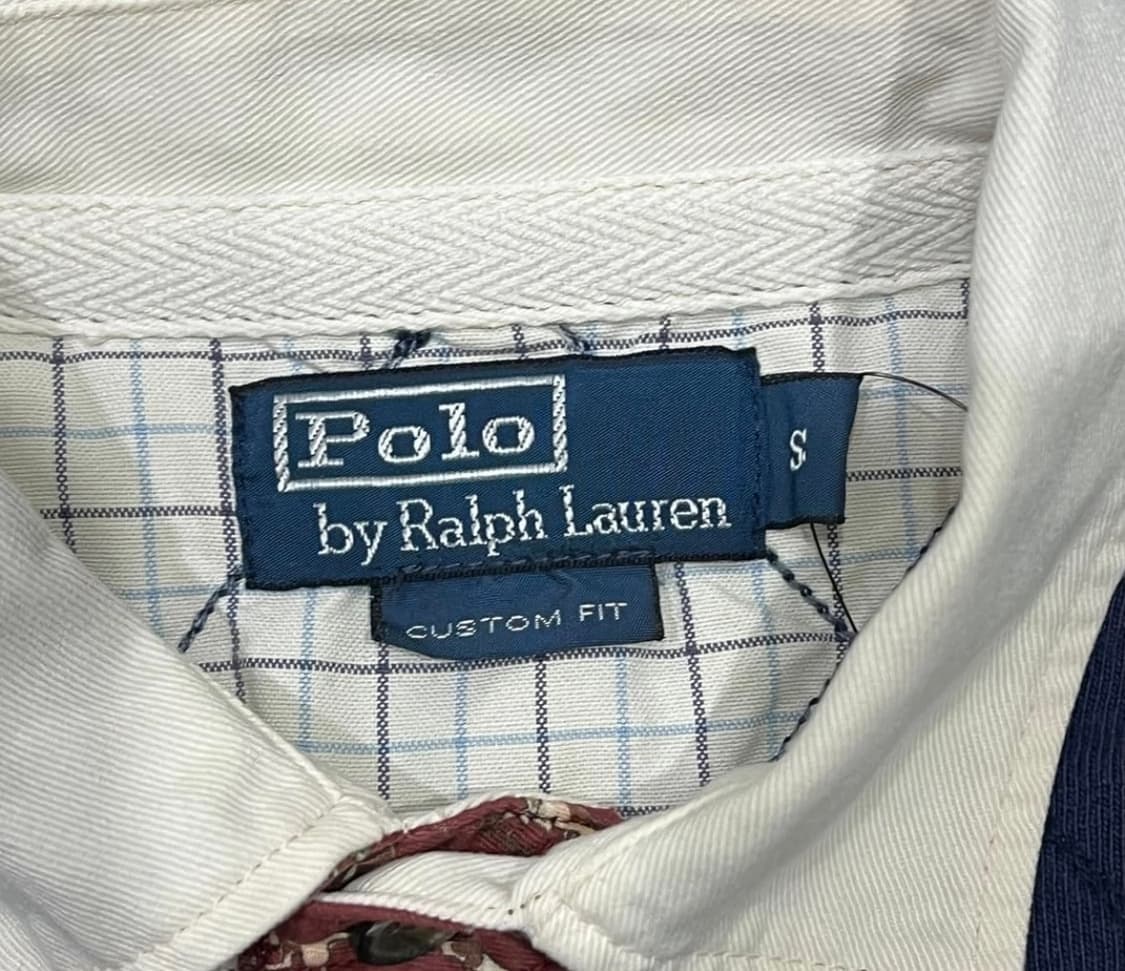 Polo
by Ralph Lauren
S
CUSTOM FIT